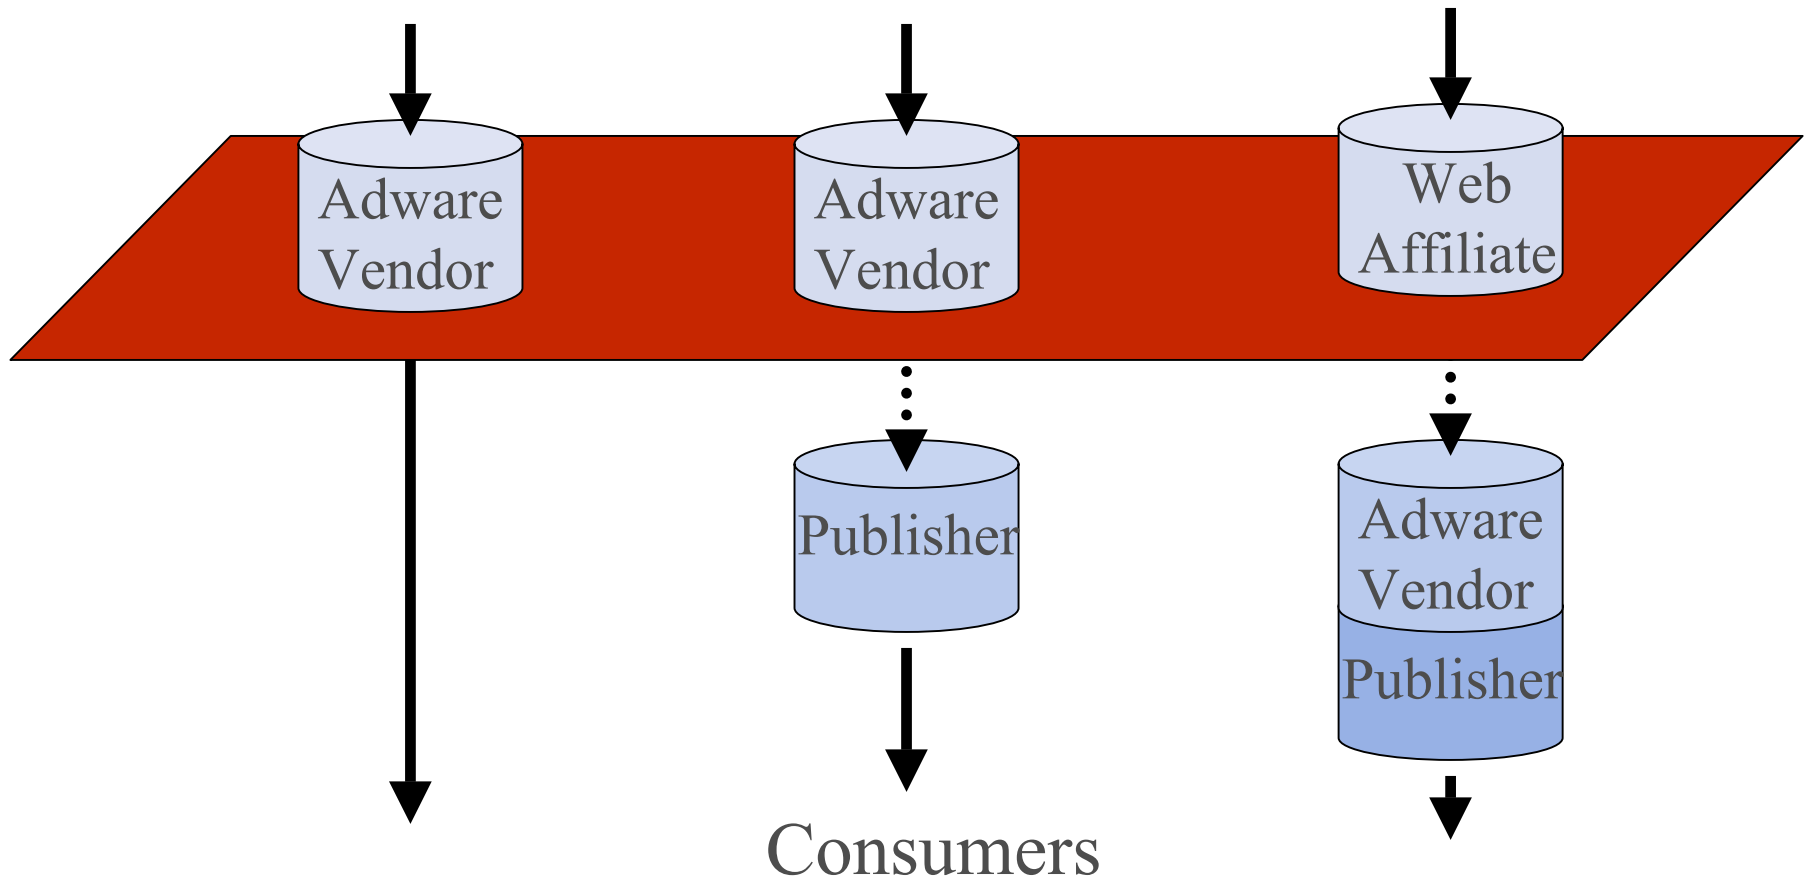 Adware
Vendor
Adware
Vendor
Web
Affiliate
Publisher
Adware
Vendor
Publisher
Consumers